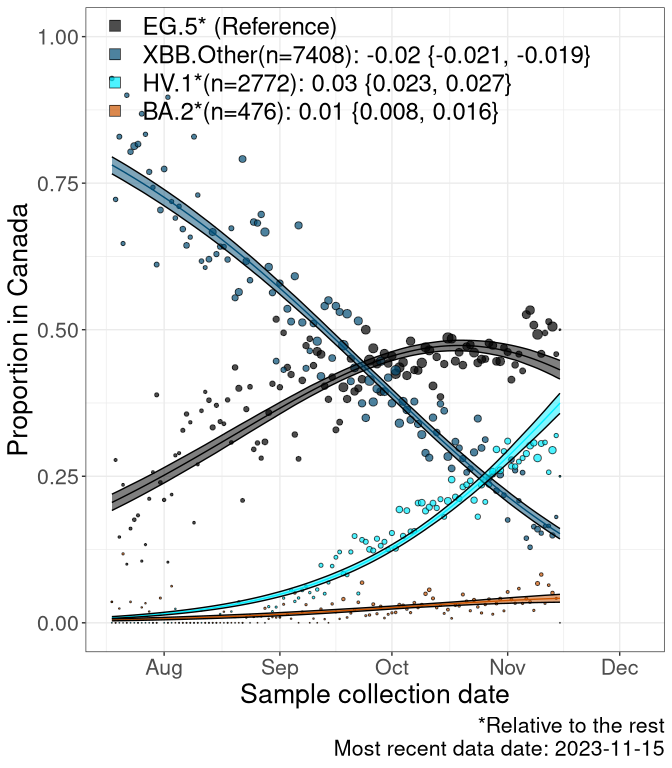 EG.5* (Reference)
XBB.Other(n=7408): -0.02 {-0.021, -0.019}
HV.1*(n=2772): 0.03 {0.023, 0.027}
BA.2*(n=476): 0.01 {0.008, 0.016}
Proportion in Canada
1.00
0.75
0.50
0.25
0.00
Aug Sep Oct Nov Dec
Sample collection date
*Relative to the rest
Most recent data date: 2023-11-15